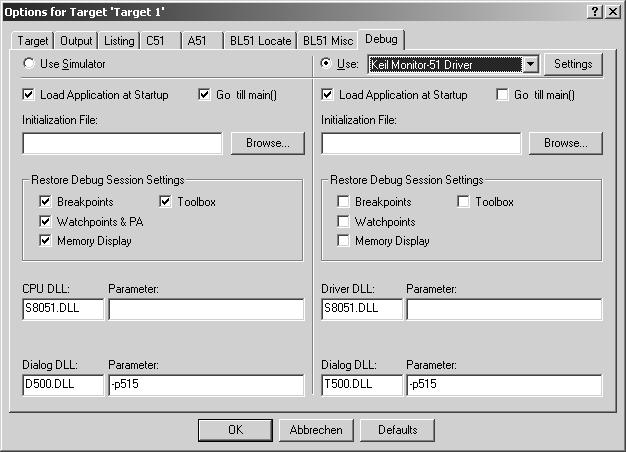 Options for Target 'Target 1'
Target Output Listing C51 A51 BL51 Locate BL51 Misc Debug
Use Simulator
Use: Keil Monitor-51 Driver Settings
Load Application at Startup Go till main()
Load Application at Startup Go till main()
Initialization File:
Initialization File:
Browse...
Browse...
Restore Debug Session Settings
Breakpoints Toolbox
Watchpoints & PA
Memory Display
Restore Debug Session Settings
Breakpoints Toolbox
Watchpoints
Memory Display
CPU DLL: Parameter:
S8051.DLL
Driver DLL: Parameter:
S8051.DLL
Dialog DLL: Parameter:
D500.DLL -p515
Dialog DLL: Parameter:
T500.DLL -p515
OK Abbrechen Defaults